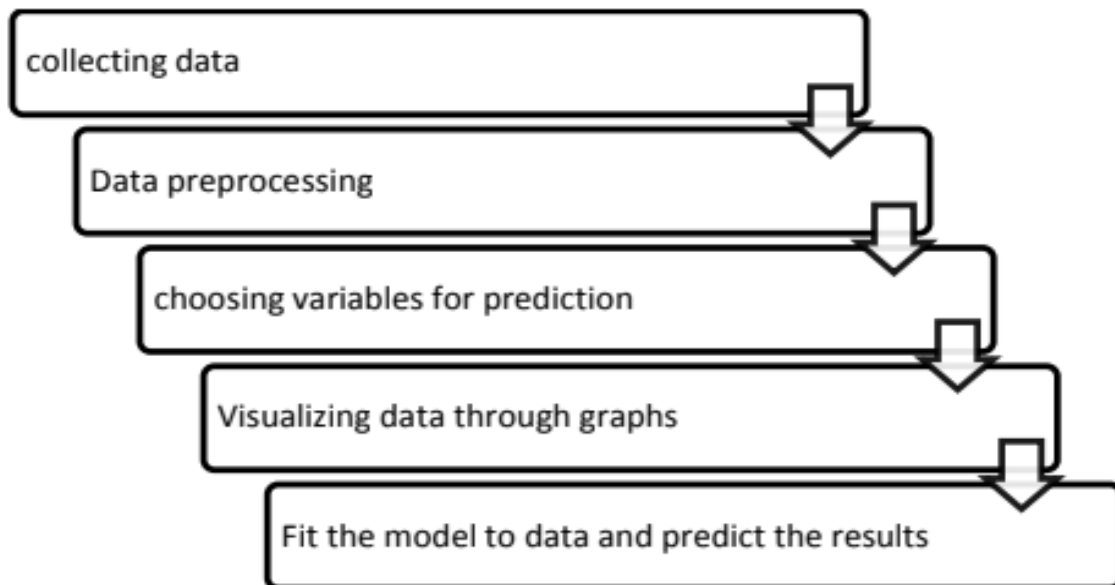 collecting data
Data preprocessing
choosing variables for prediction
Visualizing data through graphs
Fit the model to data and predict the results